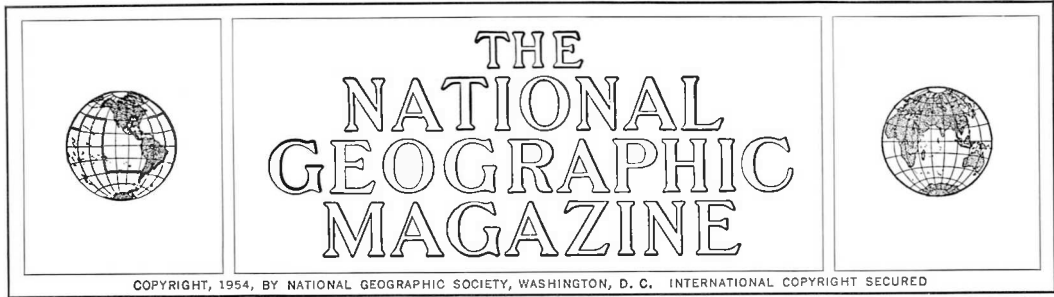 THE
NATIONAL
GEOGRAPHIC
MAGAZINE
COPYRIGHT, 1954, BY NATIONAL GEOGRAPHIC SOCIETY, WASHINGTON, D. C. INTERNATIONAL COPYRIGHT SECURED